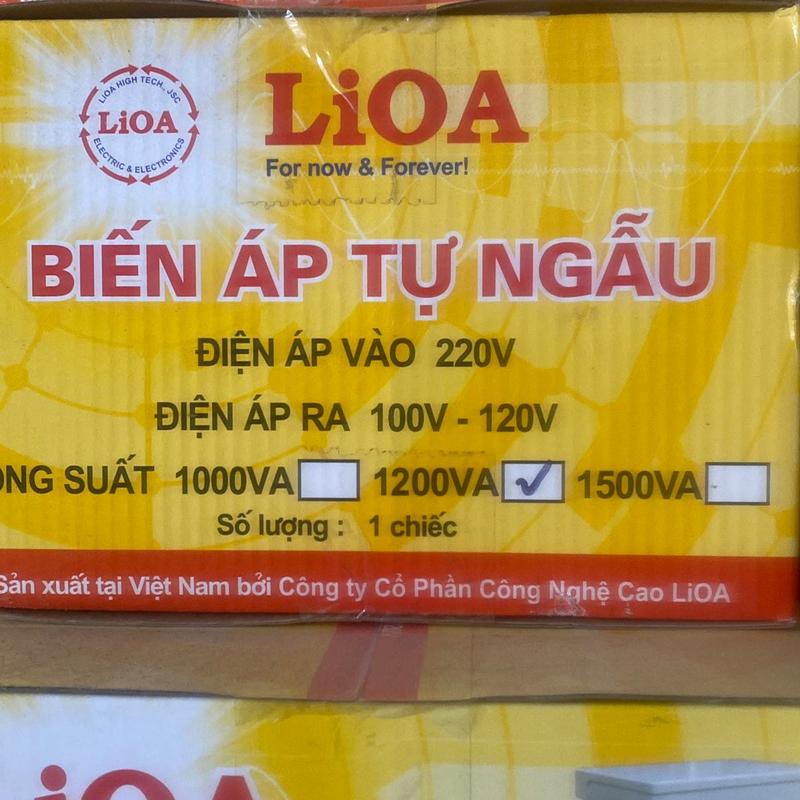 LIOA HIGH TECH., JSC
LiOA
ELECTRIC & ELECTRONICS
LiOA
For now & Forever!
BIẾN ÁP TỰ NGẪU
ĐIỆN ÁP VÀO 220V
ĐIỆN ÁP RA 100V - 120V
ÔNG SUẤT 1000VA 1200VA ✓ 1500VA
Số lượng : 1 chiếc
Sản xuất tại Việt Nam bởi Công ty Cổ Phần Công Nghệ Cao LiOA
LiOA